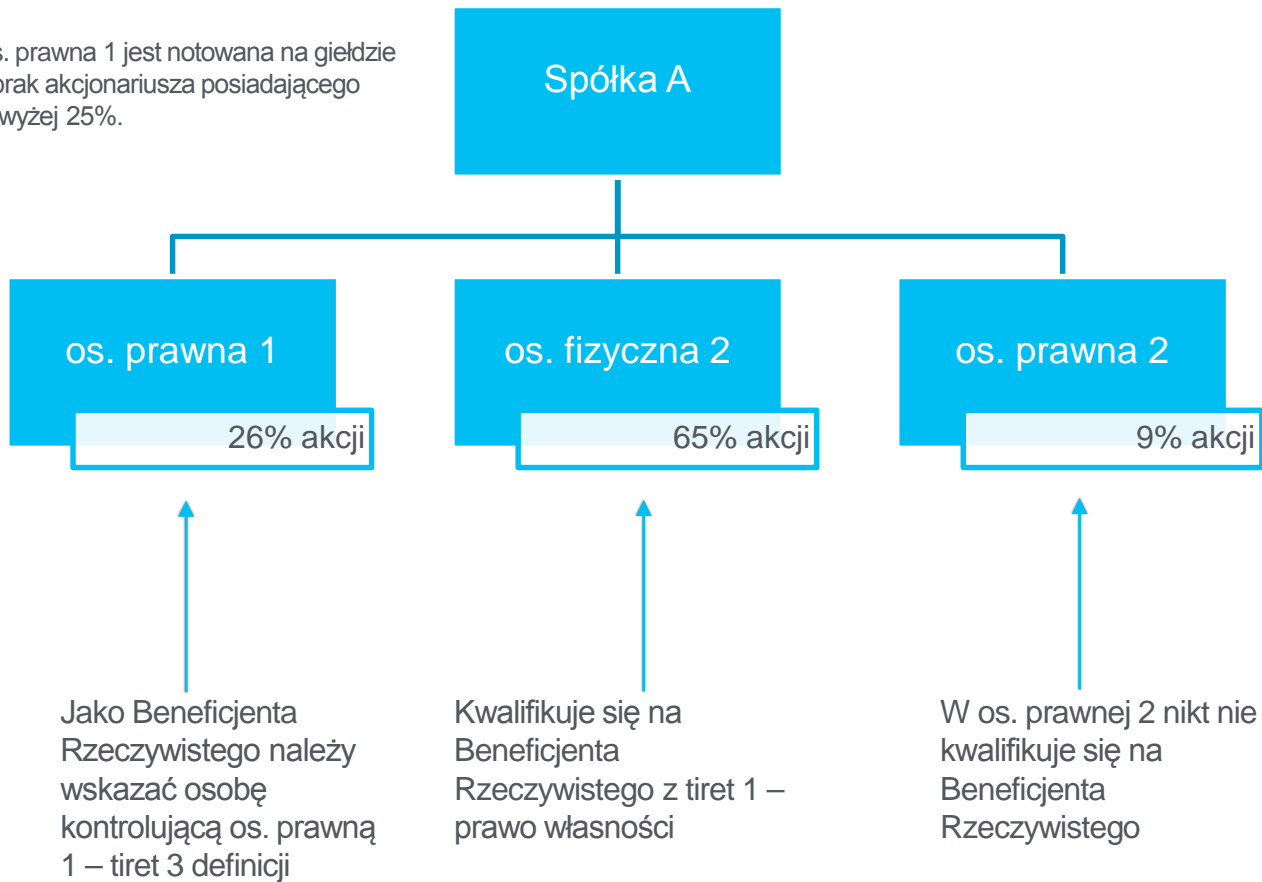 s. prawna 1 jest notowana na giełdzie
brak akcjonariusza posiadającego
wyżej 25%.
Spółka A
os. prawna 1
26% akcji
os. fizyczna 2
65% akcji
os. prawna 2
9% akcji
Jako Beneficjenta
Rzeczywistego należy
wskazać osobę
kontrolującą os. prawną
1 – tiret 3 definicji
Kwalifikuje się na
Beneficjenta
Rzeczywistego z tiret 1 –
prawo własności
W os. prawnej 2 nikt nie
kwalifikuje się na
Beneficjenta
Rzeczywistego